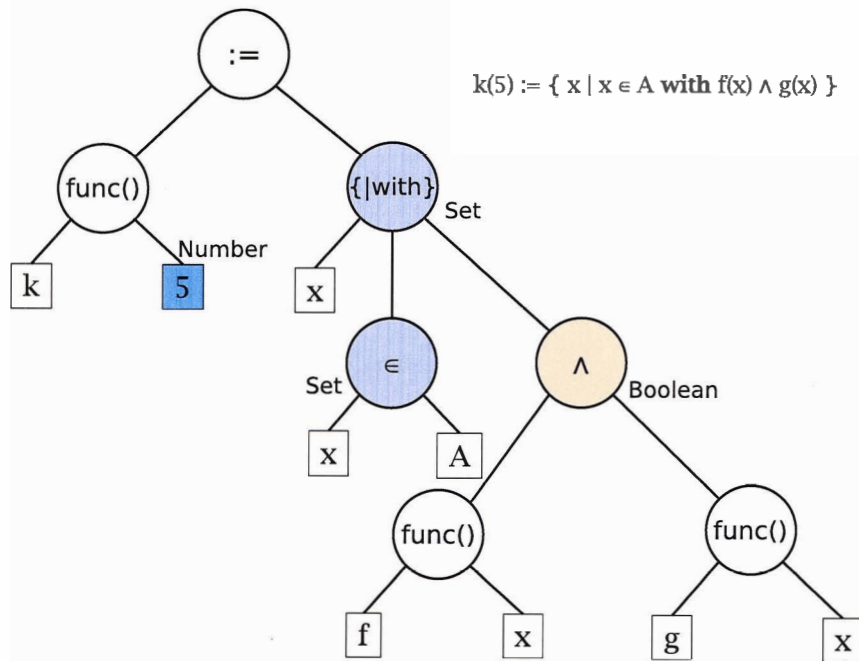 :=
k(5) := { x | x ∈ A with f(x) ∧ g(x) }
func()
{|with}
Set
Number
k
5
x
∈
∧
Set
Boolean
x
A
func()
func()
f
x
g
x